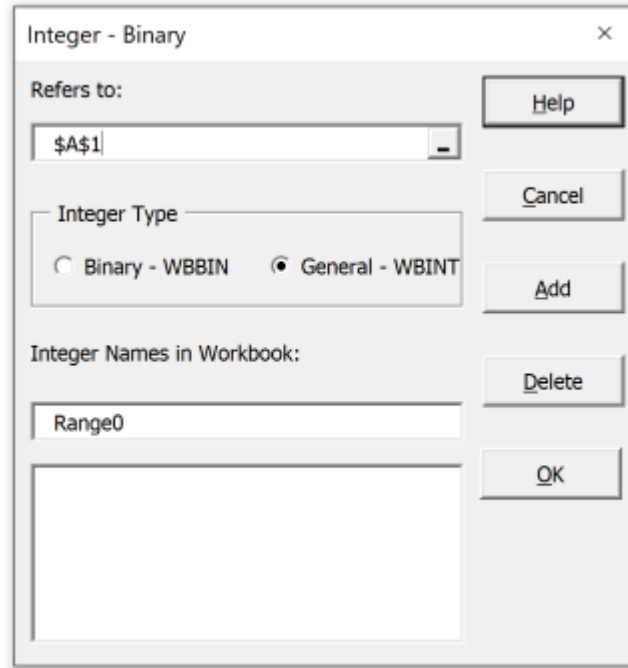 Integer - Binary
Refers to:
$A$1
Help
Cancel
Integer Type
Binary - WBBIN
General - WBINT
Add
Integer Names in Workbook:
Delete
Range0
OK